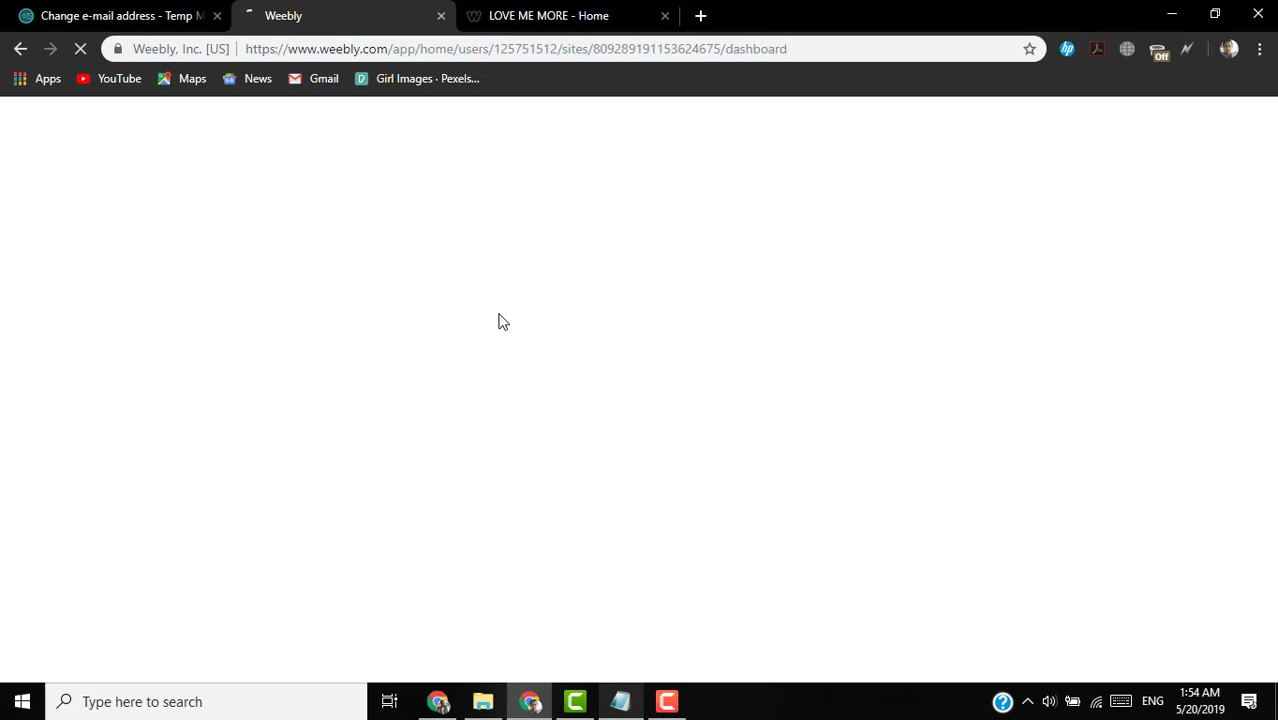 Change e-mail address - Temp M
Weebly
LOVE ME MORE - Home
Weebly, Inc. [US]
https://www.weebly.com/app/home/users/125751512/sites/809289191153624675/dashboard
Off
Apps
YouTube
Maps
News
Gmail
Girl Images · Pexels...
Type here to search
ENG
1:54 AM
5/20/2019